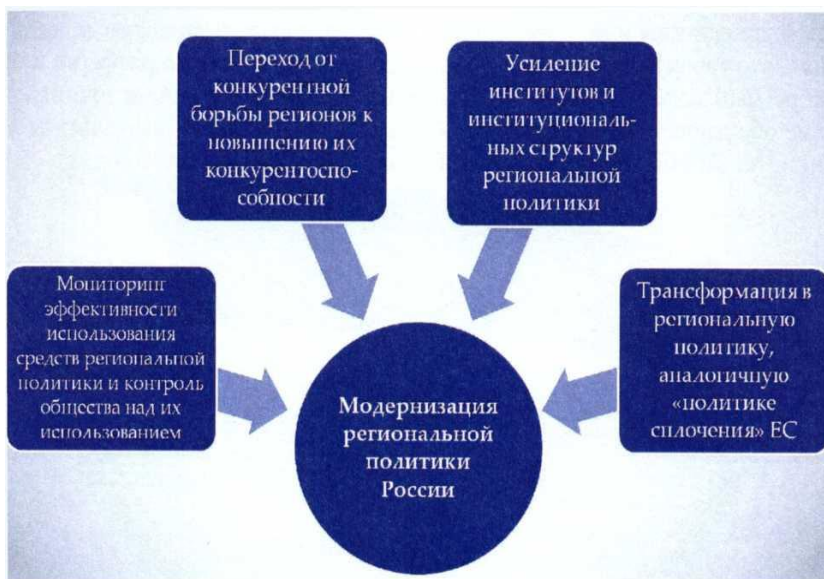 Переход от
конкурентной
борьбы регионов к
повышению их
конкурентоспо-
собности
Усиление
институтов и
институциональ-
ных структур
региональной
политики
Мониторинг
эффективности
использования
средств региональной
политики и контроль
общества над их
использованием
Трансформация в
региональную
политику,
аналогичную
«политике
сплочения» ЕС
Модернизация
региональной
политики
России